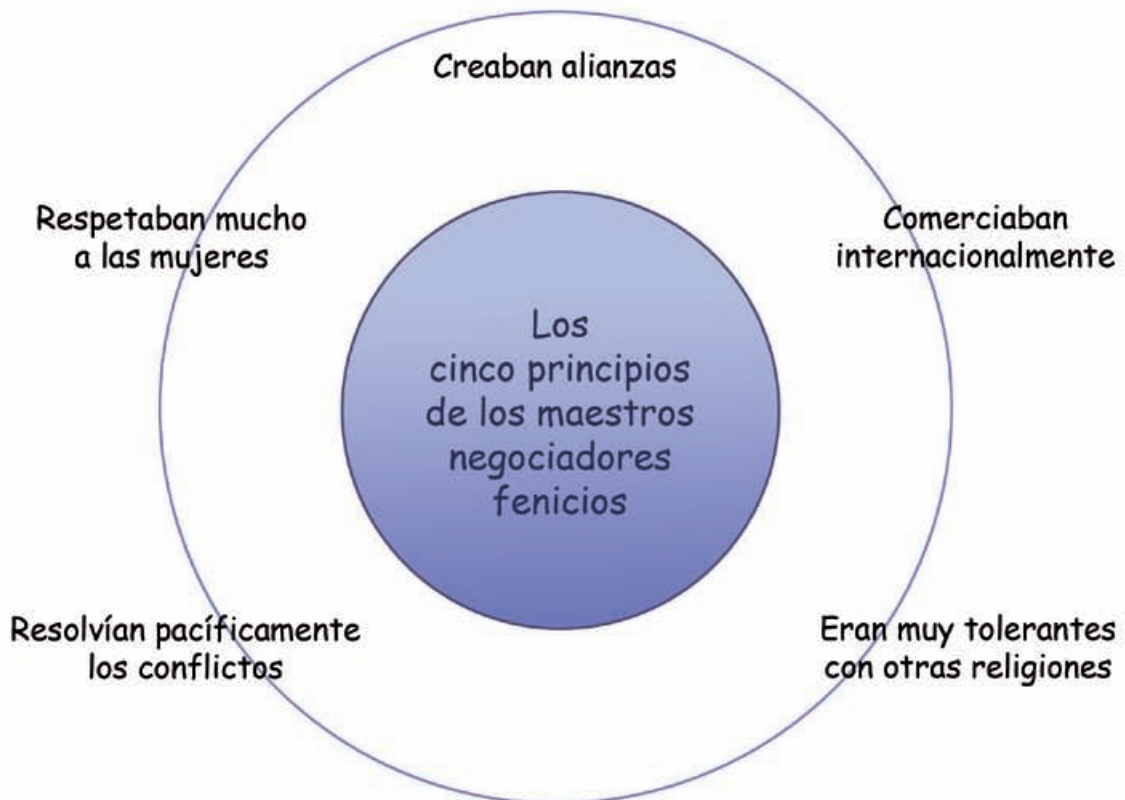 Creaban alianzas
Respetaban mucho
a las mujeres
Comerciaban
internacionalmente
Los
cinco principios
de los maestros
negociadores
fenicios
Resolvían pacíficamente
los conflictos
Eran muy tolerantes
con otras religiones